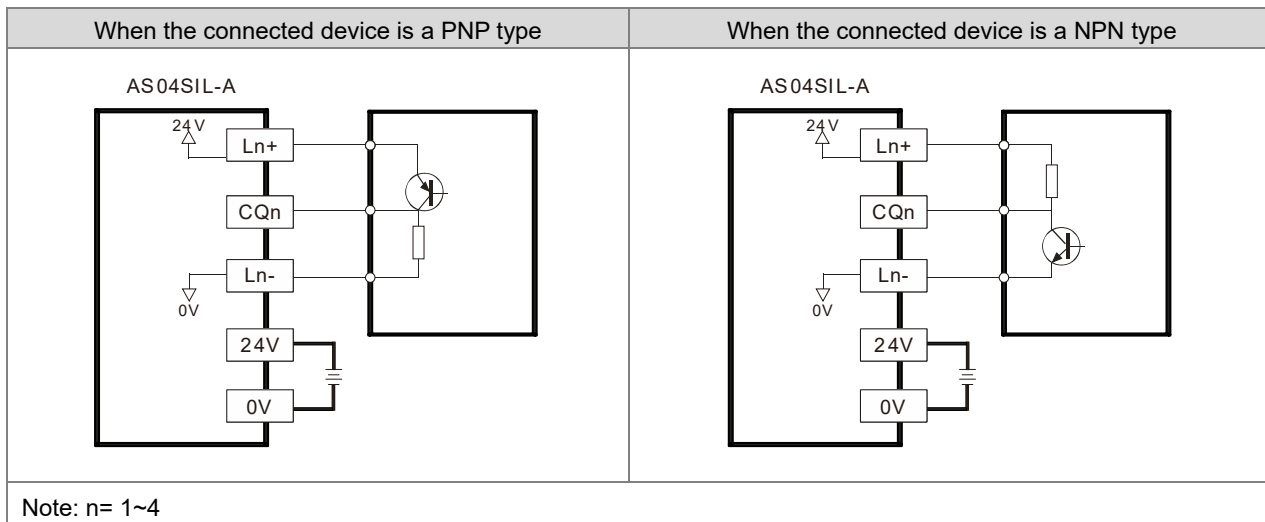 When the connected device is a PNP type
When the connected device is a NPN type
AS04SIL-A
24V
Ln+
CQn
Ln-
0V
24V
0V
AS04SIL-A
24V
Ln+
CQn
Ln-
0V
24V
0V
Note: n= 1~4